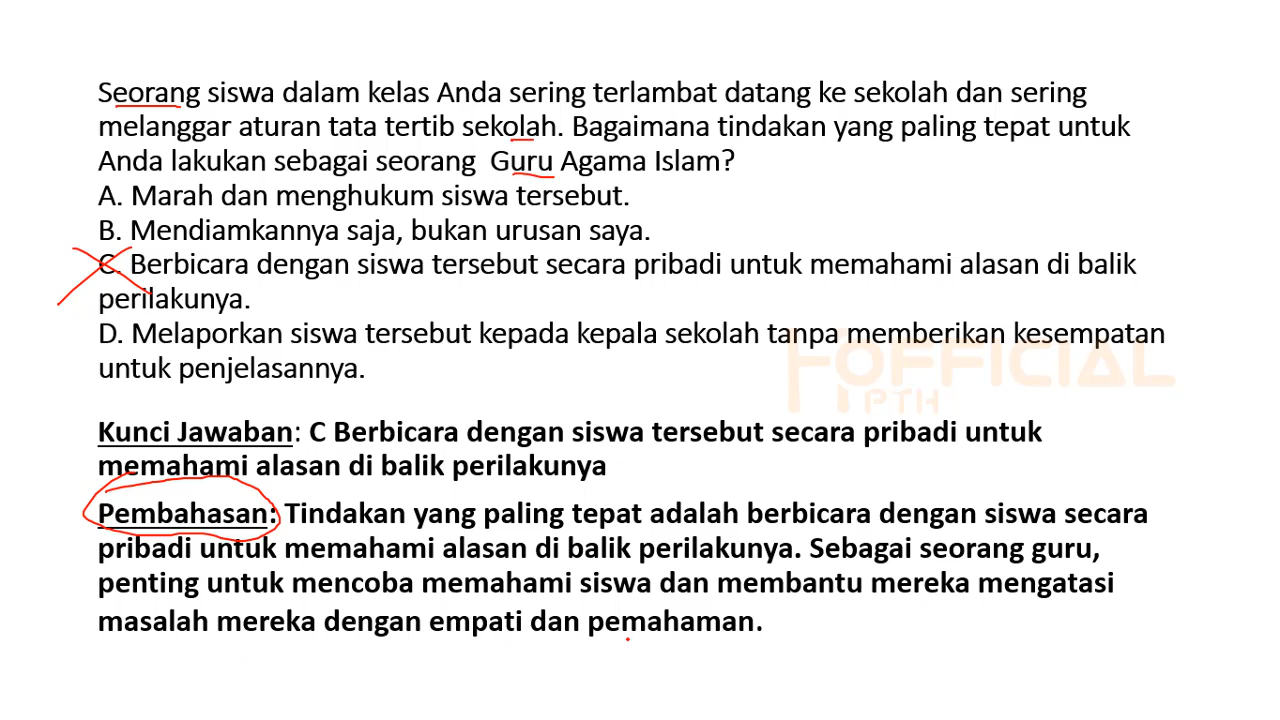 Seorang siswa dalam kelas Anda sering terlambat datang ke sekolah dan sering
melanggar aturan tata tertib sekolah. Bagaimana tindakan yang paling tepat untuk
Anda lakukan sebagai seorang  Guru Agama Islam?
A. Marah dan menghukum siswa tersebut.
B. Mendiamkannya saja, bukan urusan saya.
C. Berbicara dengan siswa tersebut secara pribadi untuk memahami alasan di balik
perilakunya.
D. Melaporkan siswa tersebut kepada kepala sekolah tanpa memberikan kesempatan
untuk penjelasannya.
OFFICIAL
PTH
Kunci Jawaban: C Berbicara dengan siswa tersebut secara pribadi untuk
memahami alasan di balik perilakunya
Pembahasan: Tindakan yang paling tepat adalah berbicara dengan siswa secara
pribadi untuk memahami alasan di balik perilakunya. Sebagai seorang guru,
penting untuk mencoba memahami siswa dan membantu mereka mengatasi
masalah mereka dengan empati dan pemahaman.